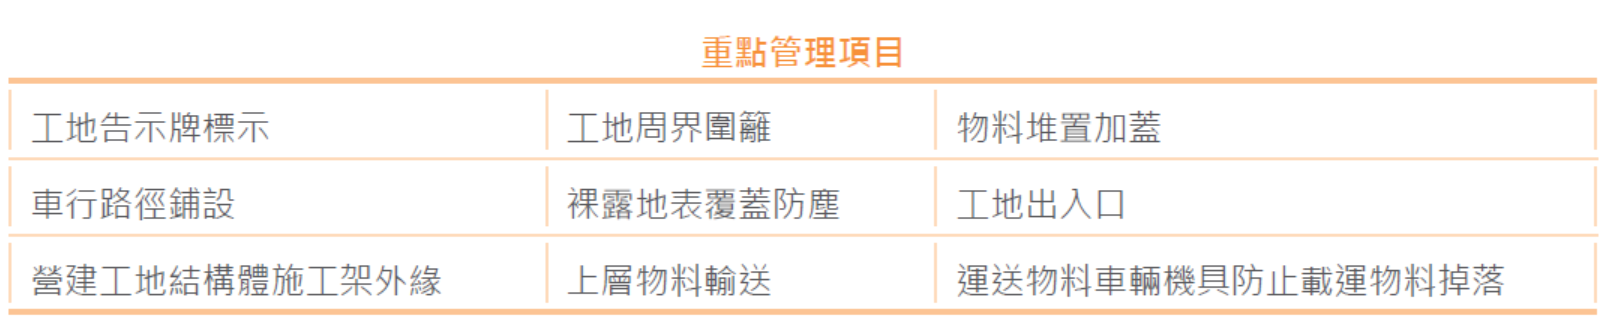 重點管理項目
工地告示牌標示 工地周界圍籬 物料堆置加蓋
車行路徑鋪設 裸露地表覆蓋防塵 工地出入口
營建工地結構體施工架外緣 上層物料輸送 運送物料車輛機具防止載運物料掉落